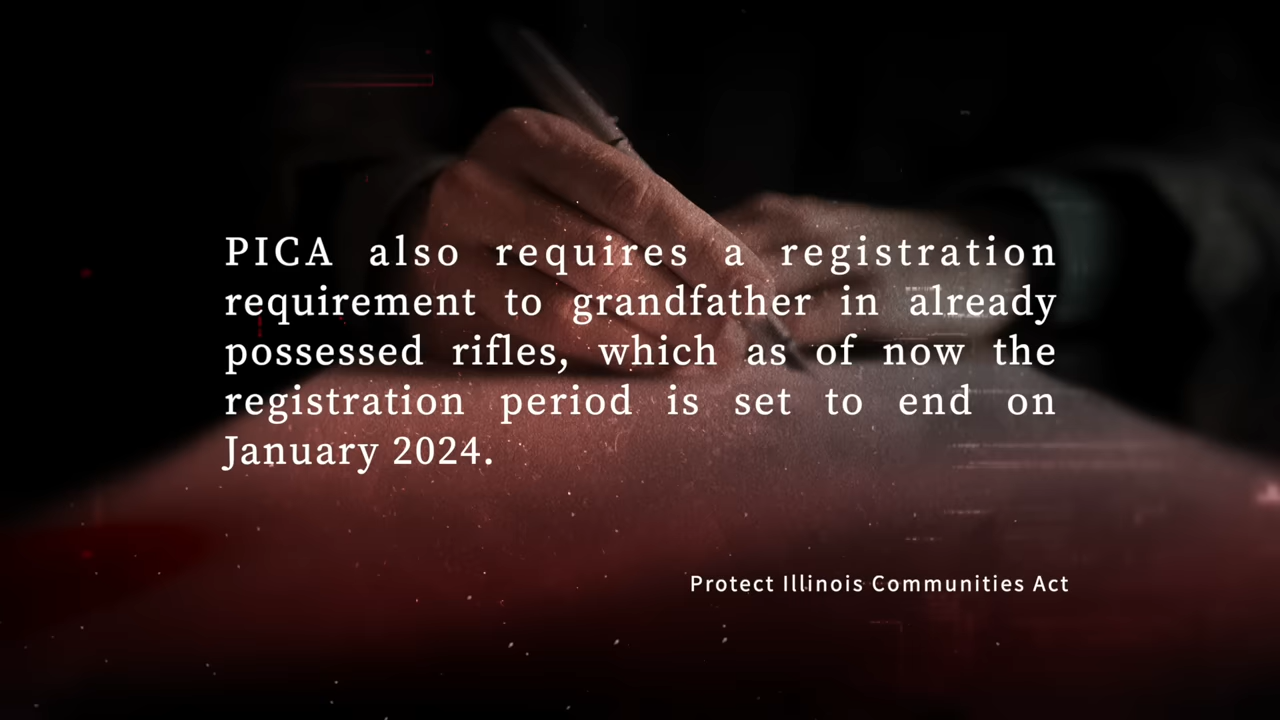 PICA also requires a registration
requirement to grandfather in already
possessed rifles, which as of now the
registration period is set to end on
January 2024.
Protect Illinois Communities Act